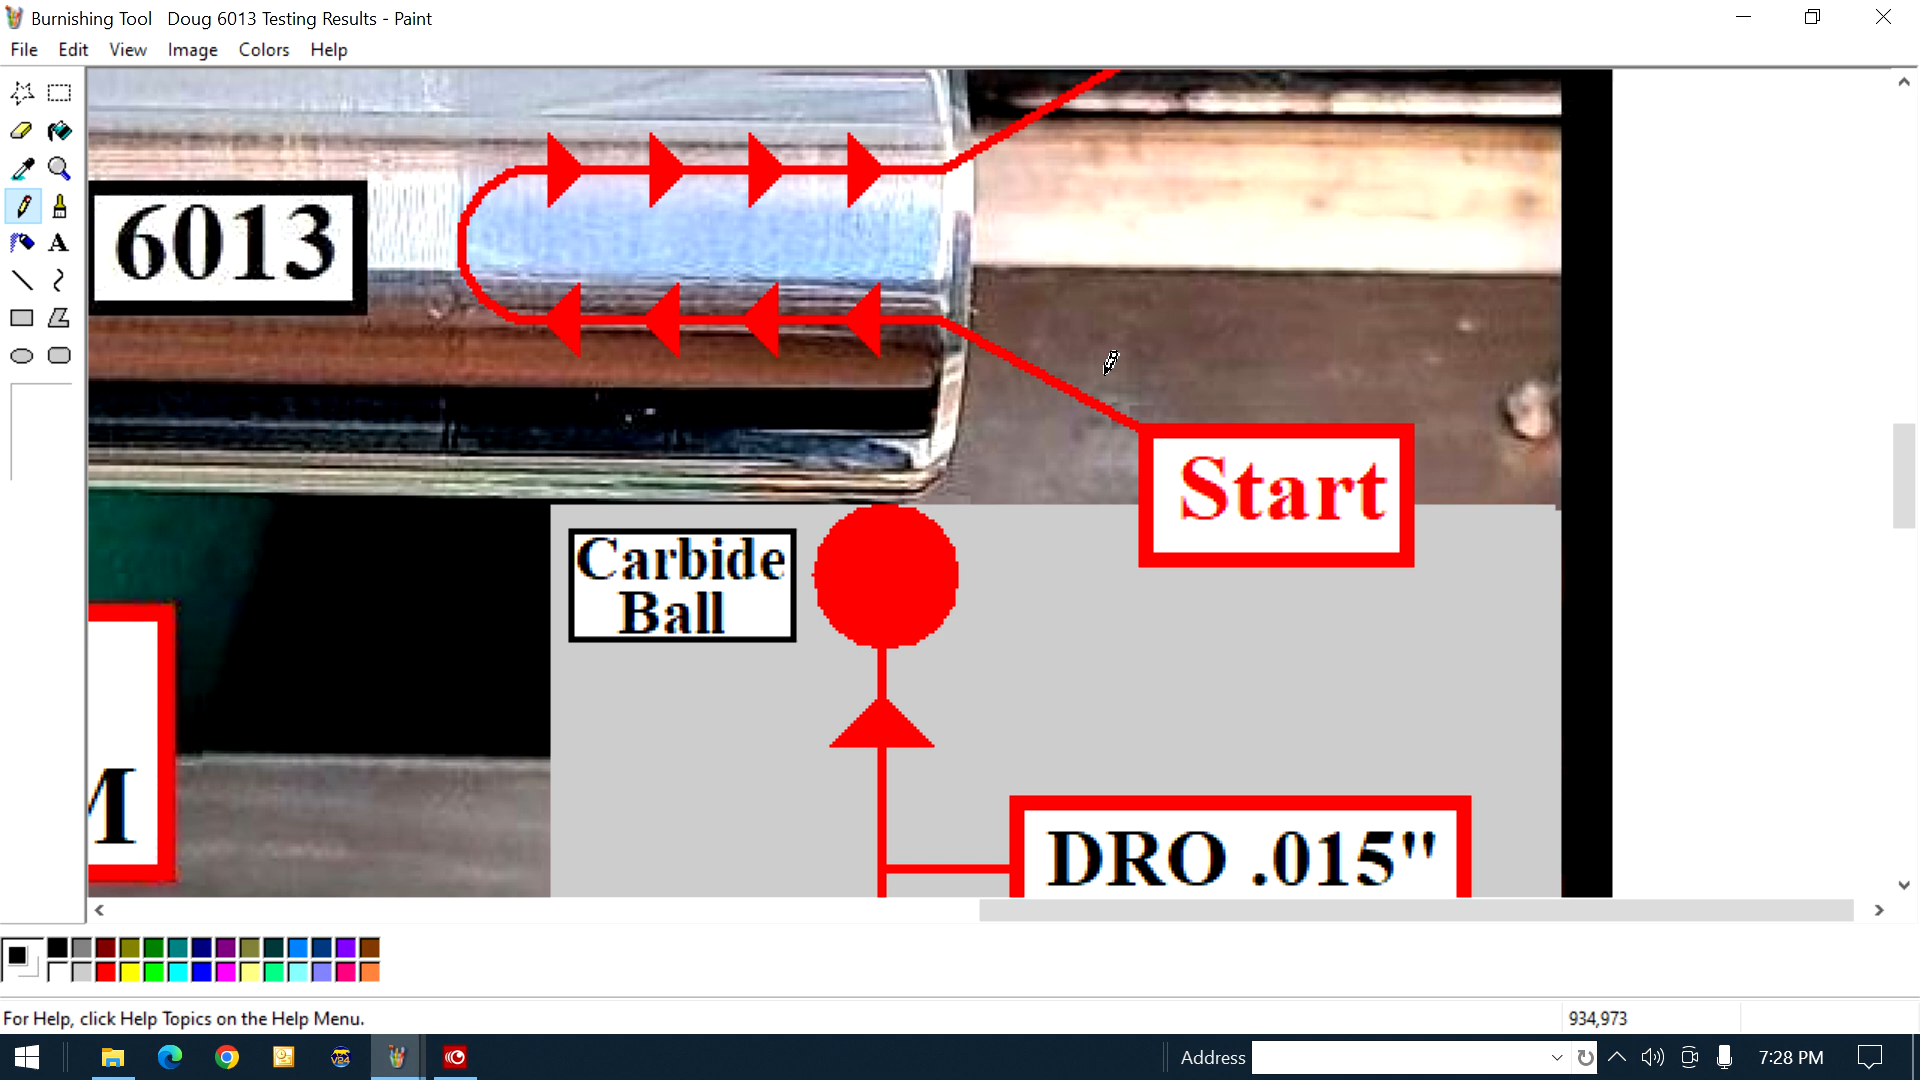 Burnishing Tool   Doug 6013 Testing Results - Paint
File Edit View Image Colors Help
6013
Start
Carbide
Ball
M
DRO .015"
For Help, click Help Topics on the Help Menu.
934,973
V24
Address
7:28 PM